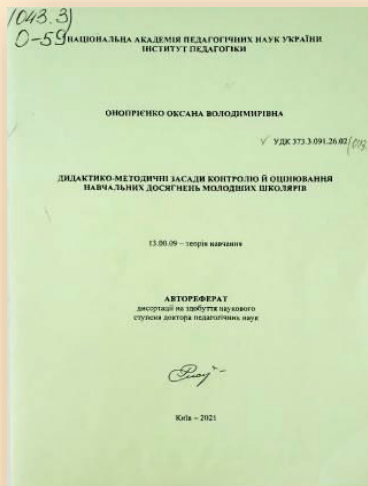 (043.3)
О-59
НАЦІОНАЛЬНА АКАДЕМІЯ ПЕДАГОГІЧНИХ НАУК УКРАЇНИ
ІНСТИТУТ ПЕДАГОГІКИ
ОНОПРІЄНКО ОКСАНА ВОЛОДИМИРІВНА
УДК 373.3.091.26.02(043
ДИДАКТИКО-МЕТОДИЧНІ ЗАСАДИ КОНТРОЛЮ Й ОЦІНЮВАННЯ
НАВЧАЛЬНИХ ДОСЯГНЕНЬ МОЛОДШИХ ШКОЛЯРІВ
13.00.09 – теорія навчання
АВТОРЕФЕРАТ
дисертації на здобуття наукового
ступеня доктора педагогічних наук
Київ – 2021